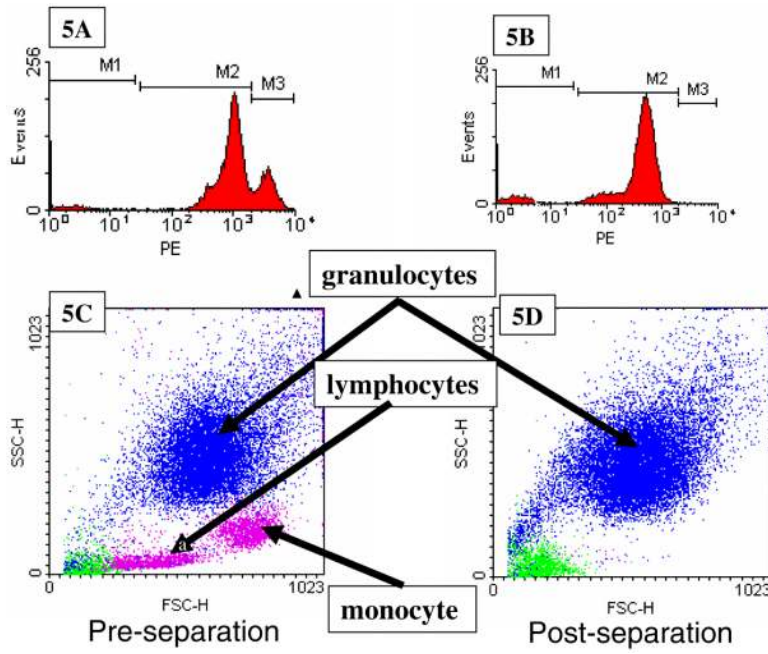 5A
256
M1
M2
M3
Events
0
10⁰ 10¹ 10² 10³ 10⁴
PE
5B
256
M1
M2
M3
Events
0
10⁰ 10¹ 10² 10³ 10⁴
PE
granulocytes
lymphocytes
monocyte
5C
1023
SSC-H
0
0
1023
FSC-H
Pre-separation
5D
1023
SSC-H
0
0
1023
FSC-H
Post-separation